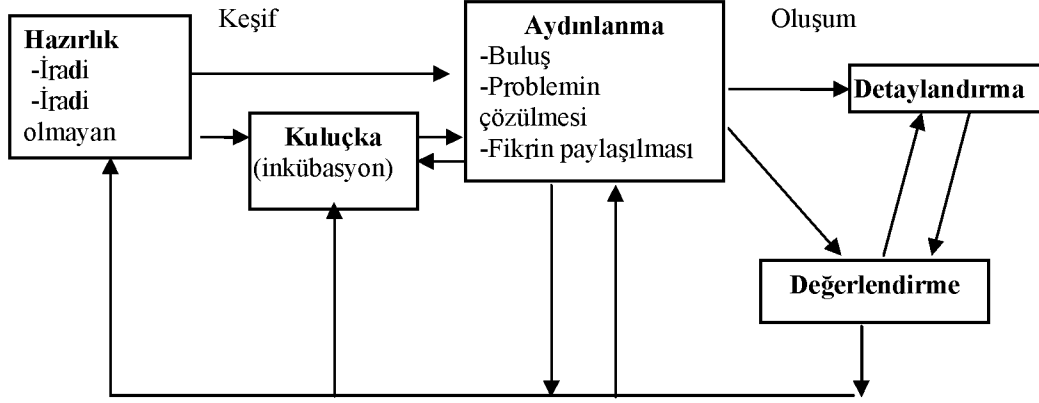 Keşif
Oluşum
Hazırlık
-İradi
-İradi
olmayan
Kuluçka
(inkübasyon)
Aydınlanma
-Buluş
-Problemin
çözülmesi
-Fikrin paylaşılması
Detaylandırma
Değerlendirme